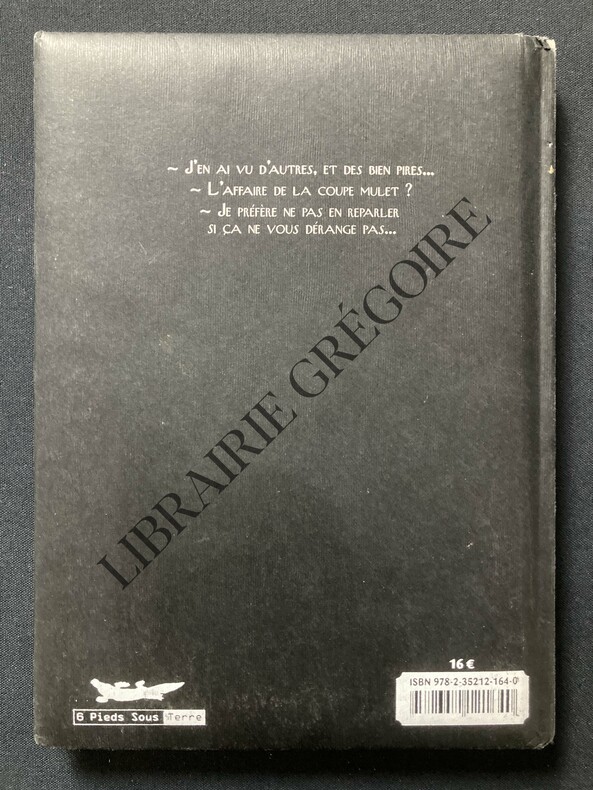 ~ J'en ai vu d'autres, et des bien pires...
~ L'affaire de la coupe mulet ?
~ Je préfère ne pas en reparler
si ça ne vous dérange pas...
LIBRAIRIE GRÉGOIRE
16 €
ISBN 978-2-35212-164-0
6 Pieds Sous Terre